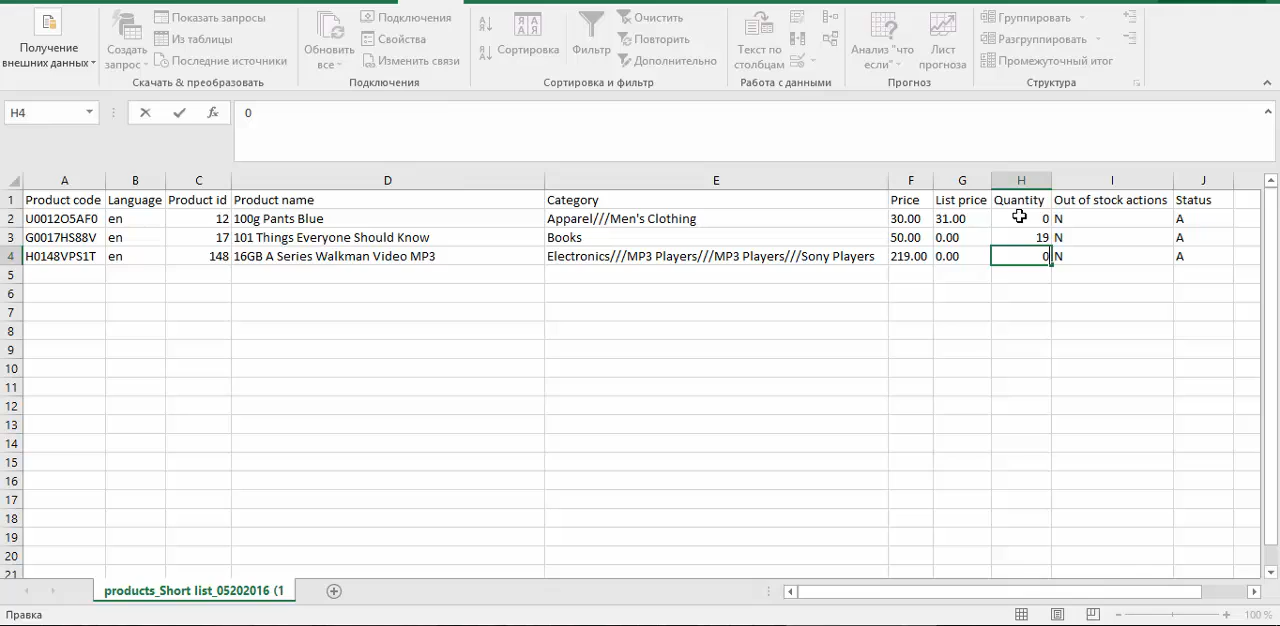 Получение
внешних данных
Создать
запрос
Показать запросы
Из таблицы
Последние источники
Скачать & преобразовать
Обновить
все
Подключения
Свойства
Изменить связи
Подключения
Сортировка
Фильтр
Очистить
Повторить
Дополнительно
Сортировка и фильтр
Текст по
столбцам
Работа с данными
Анализ "что
если"
Лист
прогноза
Прогноз
Группировать
Разгруппировать
Промежуточный итог
Структура
H4
fx
0
A B C D E F G H I J
1 Product code Language Product id Product name Category Price List price Quantity Out of stock actions Status
2 U0012O5AF0 en 12 100g Pants Blue Apparel///Men's Clothing 30.00 31.00 0 N A
3 G0017HS88V en 17 101 Things Everyone Should Know Books 50.00 0.00 19 N A
4 H0148VPS1T en 148 16GB A Series Walkman Video MP3 Electronics///MP3 Players///MP3 Players///Sony Players 219.00 0.00 0 N A
5
6
7
8
9
10
11
12
13
14
15
16
17
18
19
20
21
products_Short list_05202016 (1
Правка
100 %